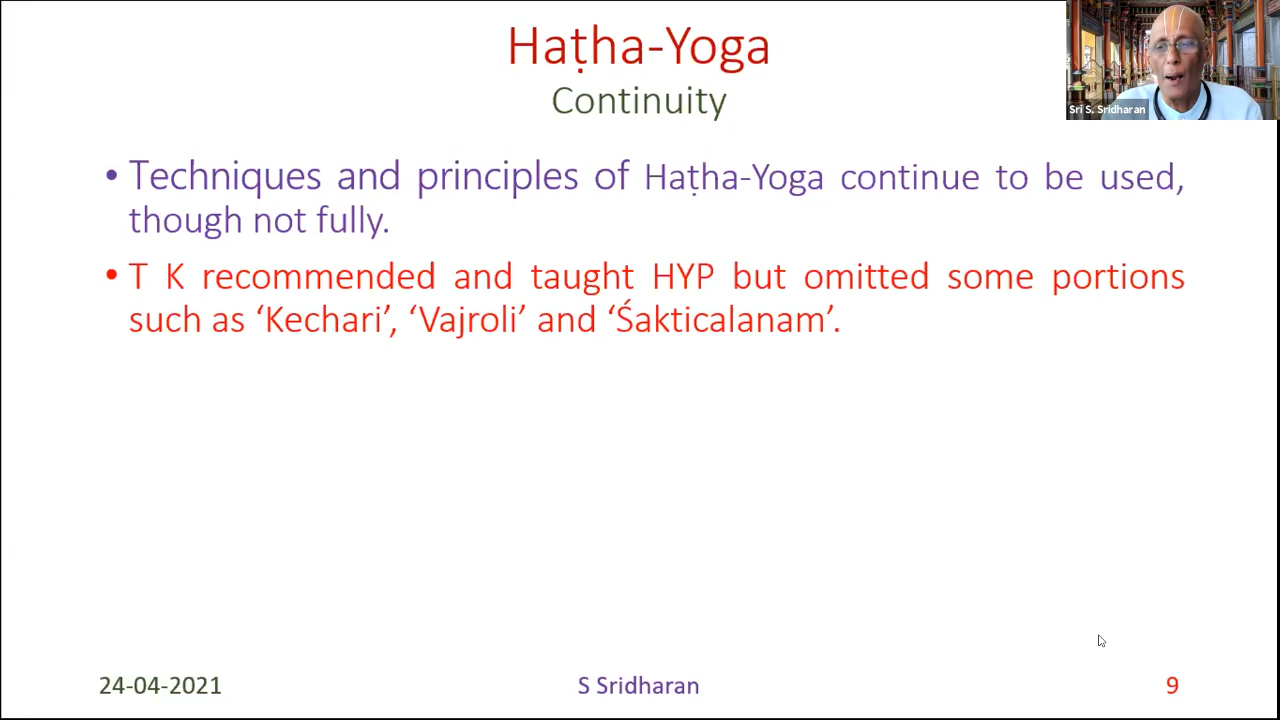 Haṭha-Yoga
Continuity
Sri S. Sridharan
• Techniques and principles of Haṭha-Yoga continue to be used,
though not fully.
• T K recommended and taught HYP but omitted some portions
such as ‘Kechari’, ‘Vajroli’ and ‘Śakticalanam’.
24-04-2021
S Sridharan
9